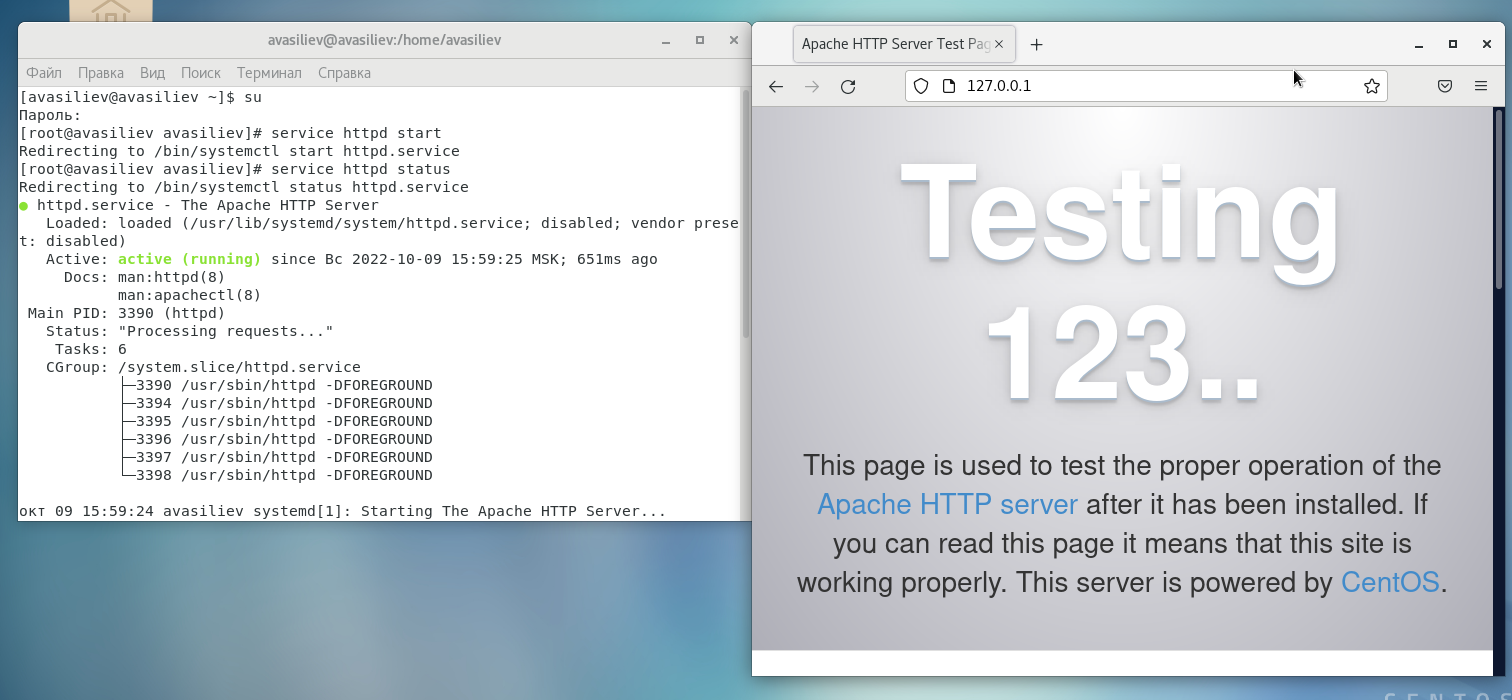 avasiliev@avasiliev:/home/avasiliev
Файл Правка Вид Поиск Терминал Справка
[avasiliev@avasiliev ~]$ su
Пароль:
[root@avasiliev avasiliev]# service httpd start
Redirecting to /bin/systemctl start httpd.service
[root@avasiliev avasiliev]# service httpd status
Redirecting to /bin/systemctl status httpd.service
● httpd.service - The Apache HTTP Server
Loaded: loaded (/usr/lib/systemd/system/httpd.service; disabled; vendor prese
t: disabled)
Active: active (running) since Вс 2022-10-09 15:59:25 MSK; 651ms ago
Docs: man:httpd(8)
man:apachectl(8)
Main PID: 3390 (httpd)
Status: "Processing requests..."
Tasks: 6
CGroup: /system.slice/httpd.service
├─3390 /usr/sbin/httpd -DFOREGROUND
├─3394 /usr/sbin/httpd -DFOREGROUND
├─3395 /usr/sbin/httpd -DFOREGROUND
├─3396 /usr/sbin/httpd -DFOREGROUND
├─3397 /usr/sbin/httpd -DFOREGROUND
└─3398 /usr/sbin/httpd -DFOREGROUND
окт 09 15:59:24 avasiliev systemd[1]: Starting The Apache HTTP Server...
Apache HTTP Server Test Pag
127.0.0.1
Testing
123..
This page is used to test the proper operation of the
Apache HTTP server after it has been installed. If
you can read this page it means that this site is
working properly. This server is powered by CentOS.